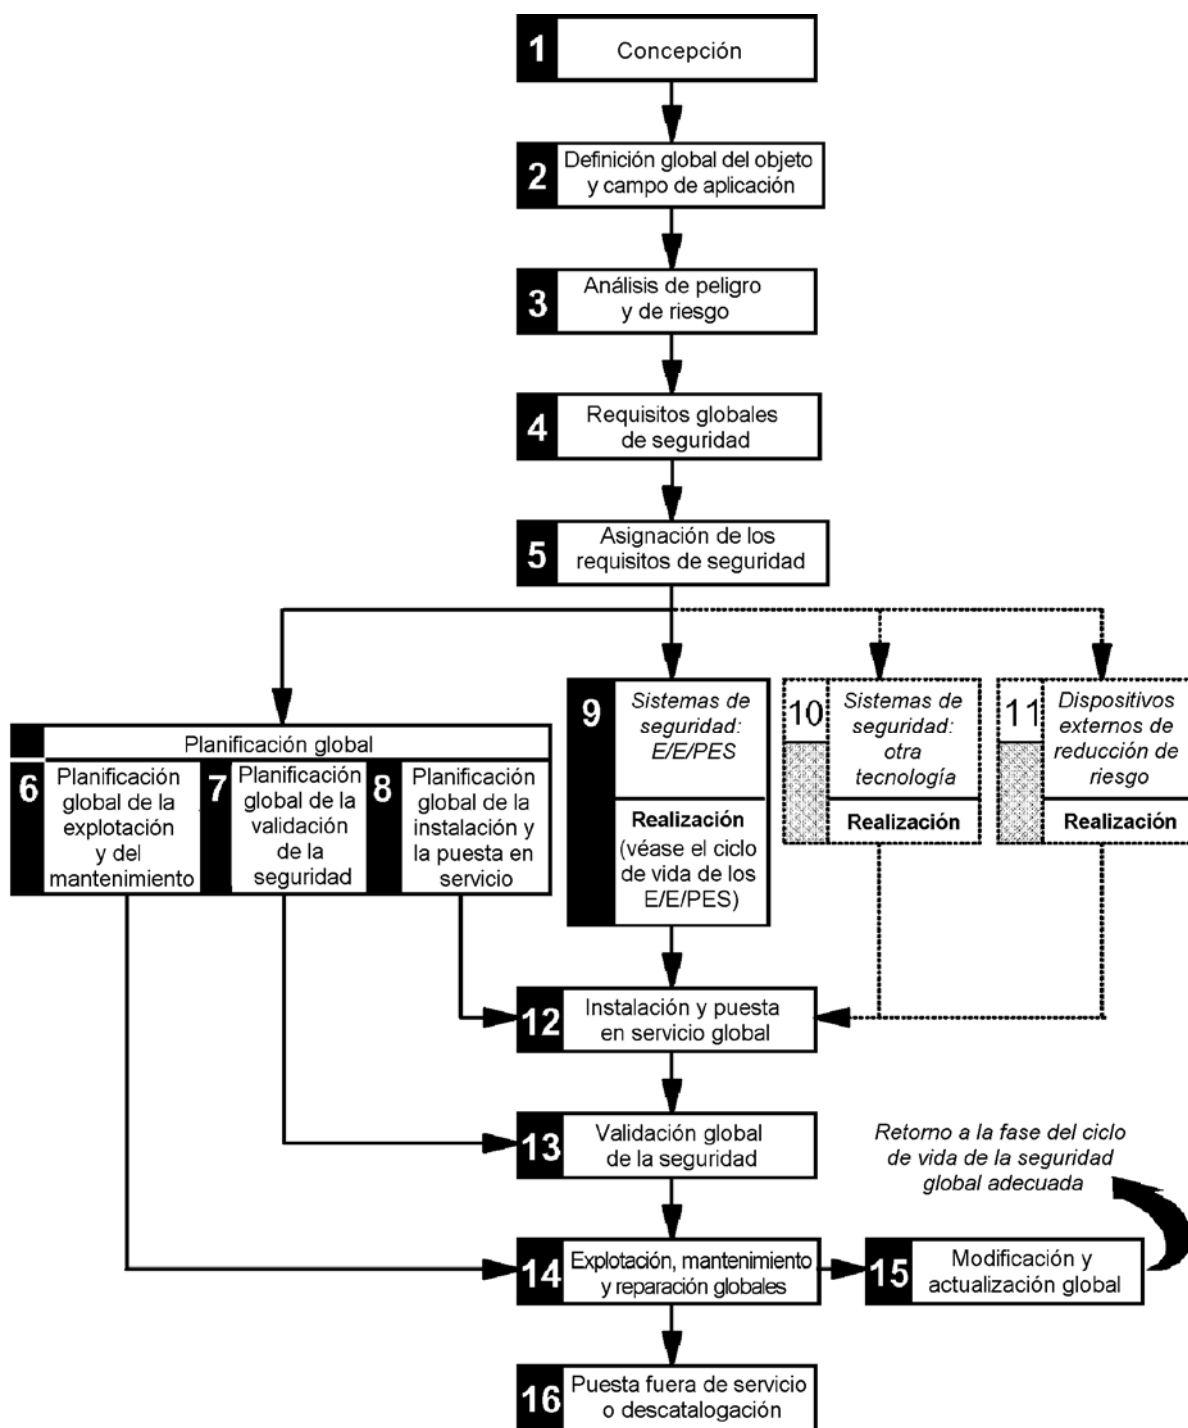 1
Concepción
2
Definición global del objeto
y campo de aplicación
3
Análisis de peligro
y de riesgo
4
Requisitos globales
de seguridad
5
Asignación de los
requisitos de seguridad
Planificación global
6
Planificación
global de la
explotación
y del
mantenimiento
7
Planificación
global de la
validación
de la
seguridad
8
Planificación
global de la
instalación y
la puesta en
servicio
9
Sistemas de
seguridad:
E/E/PES
Realización
(véase el ciclo
de vida de los
E/E/PES)
10
Sistemas de
seguridad:
otra
tecnología
Realización
11
Dispositivos
externos de
reducción de
riesgo
Realización
12
Instalación y puesta
en servicio global
13
Validación global
de la seguridad
Retorno a la fase del ciclo
de vida de la seguridad
global adecuada
14
Explotación, mantenimiento
y reparación globales
15
Modificación y
actualización global
16
Puesta fuera de servicio
o descatalogación